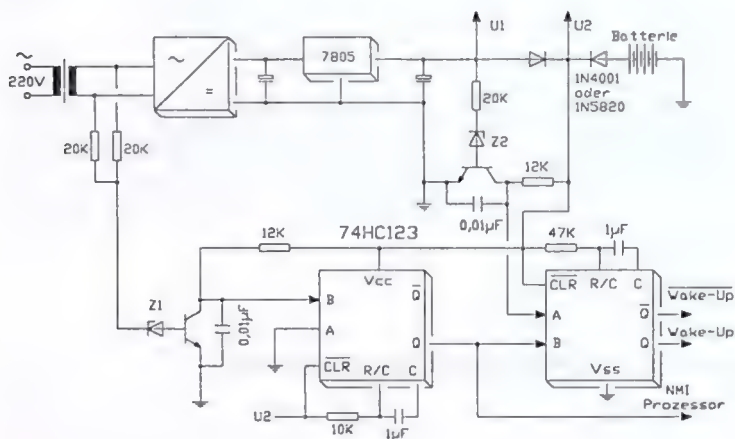 U1
U2
Batterie
~
220V
~
=
7805
1N4001
oder
1N5820
20K
Z2
20K
20K
12K
0,01µF
12K
74HC123
47K
1µF
Vcc
CLR
R/C
C
Wake-Up
B
Q
Z1
0,01µF
A
A
Q
Wake-Up
Q
B
Q
CLR
R/C
C
Vss
NMI
Prozessor
U2
10K
1µF